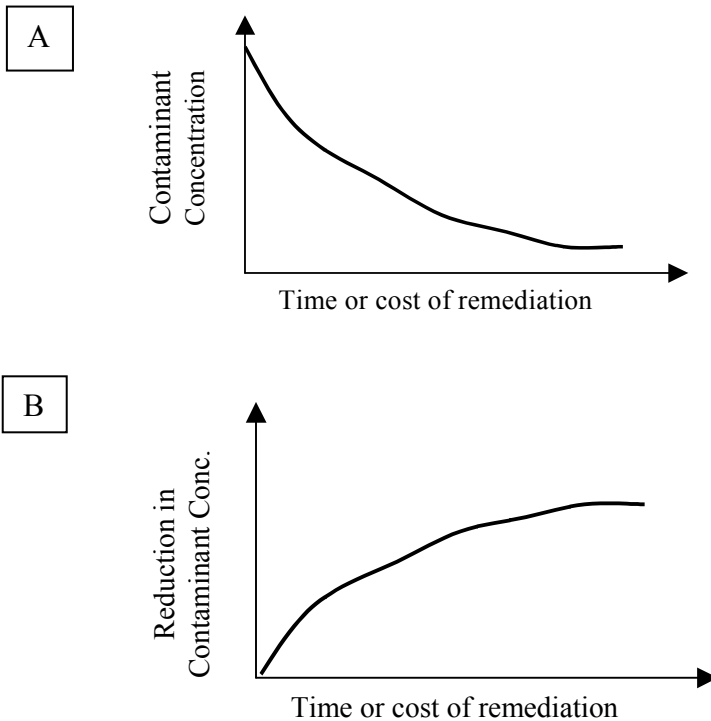 A
Contaminant
Concentration
Time or cost of remediation
B
Reduction in
Contaminant Conc.
Time or cost of remediation